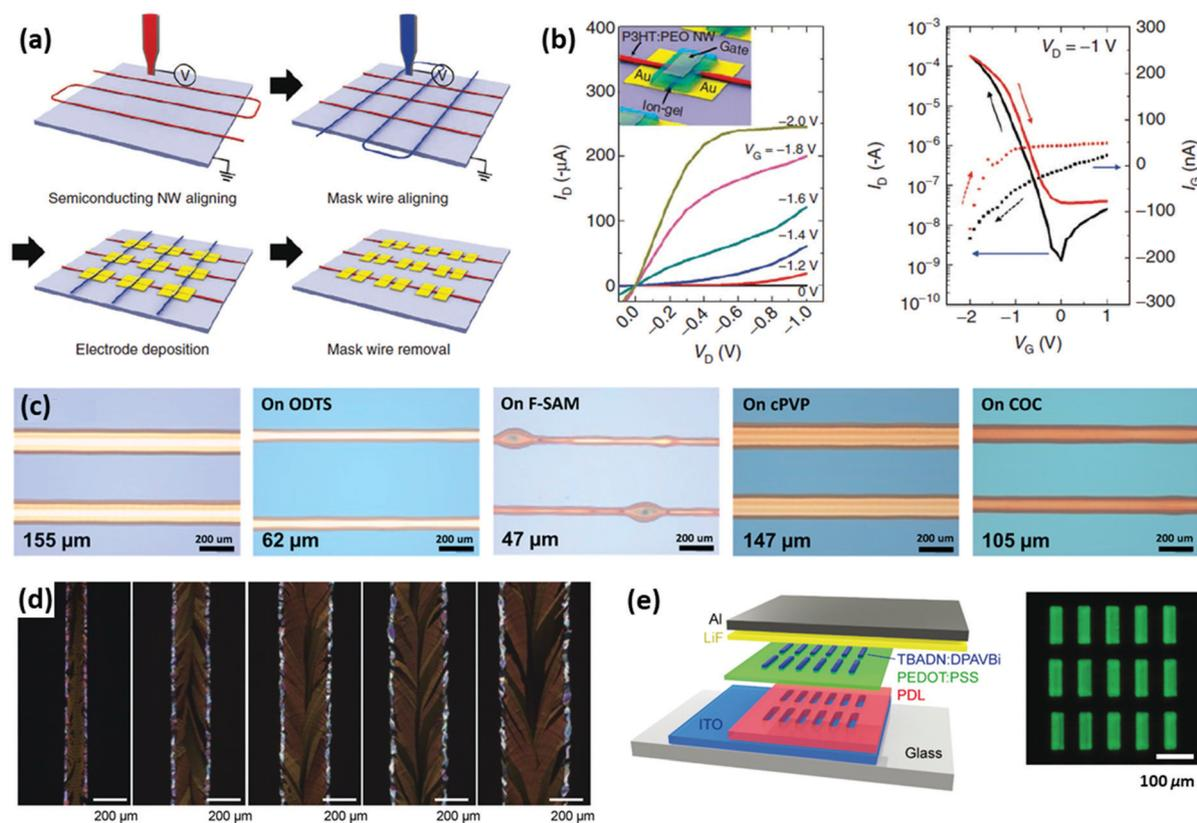 (a)
V
V
Semiconducting NW aligning
Mask wire aligning
Electrode deposition
Mask wire removal
(b)
400
300
200
100
0
I_D (-μA)
P3HT:PEO NW
Gate
Au
Au
Ion-gel
−2.0 V
V_G = −1.8 V
−1.6 V
−1.4 V
−1.2 V
0 V
0.0
−0.2
−0.4
−0.6
−0.8
−1.0
V_D (V)
10⁻³
10⁻⁴
10⁻⁵
10⁻⁶
10⁻⁷
10⁻⁸
10⁻⁹
10⁻¹⁰
I_D (-A)
V_D = −1 V
300
200
100
0
−100
−200
−300
I_G (nA)
−2
−1
0
1
V_G (V)
(c)
155 μm
200 um
On ODTS
62 μm
200 um
On F-SAM
47 μm
200 um
On cPVP
147 μm
200 um
On COC
105 μm
200 um
(d)
200 μm
200 μm
200 μm
200 μm
200 μm
(e)
Al
LiF
TBADN:DPAVBi
PEDOT:PSS
PDL
ITO
Glass
100 μm